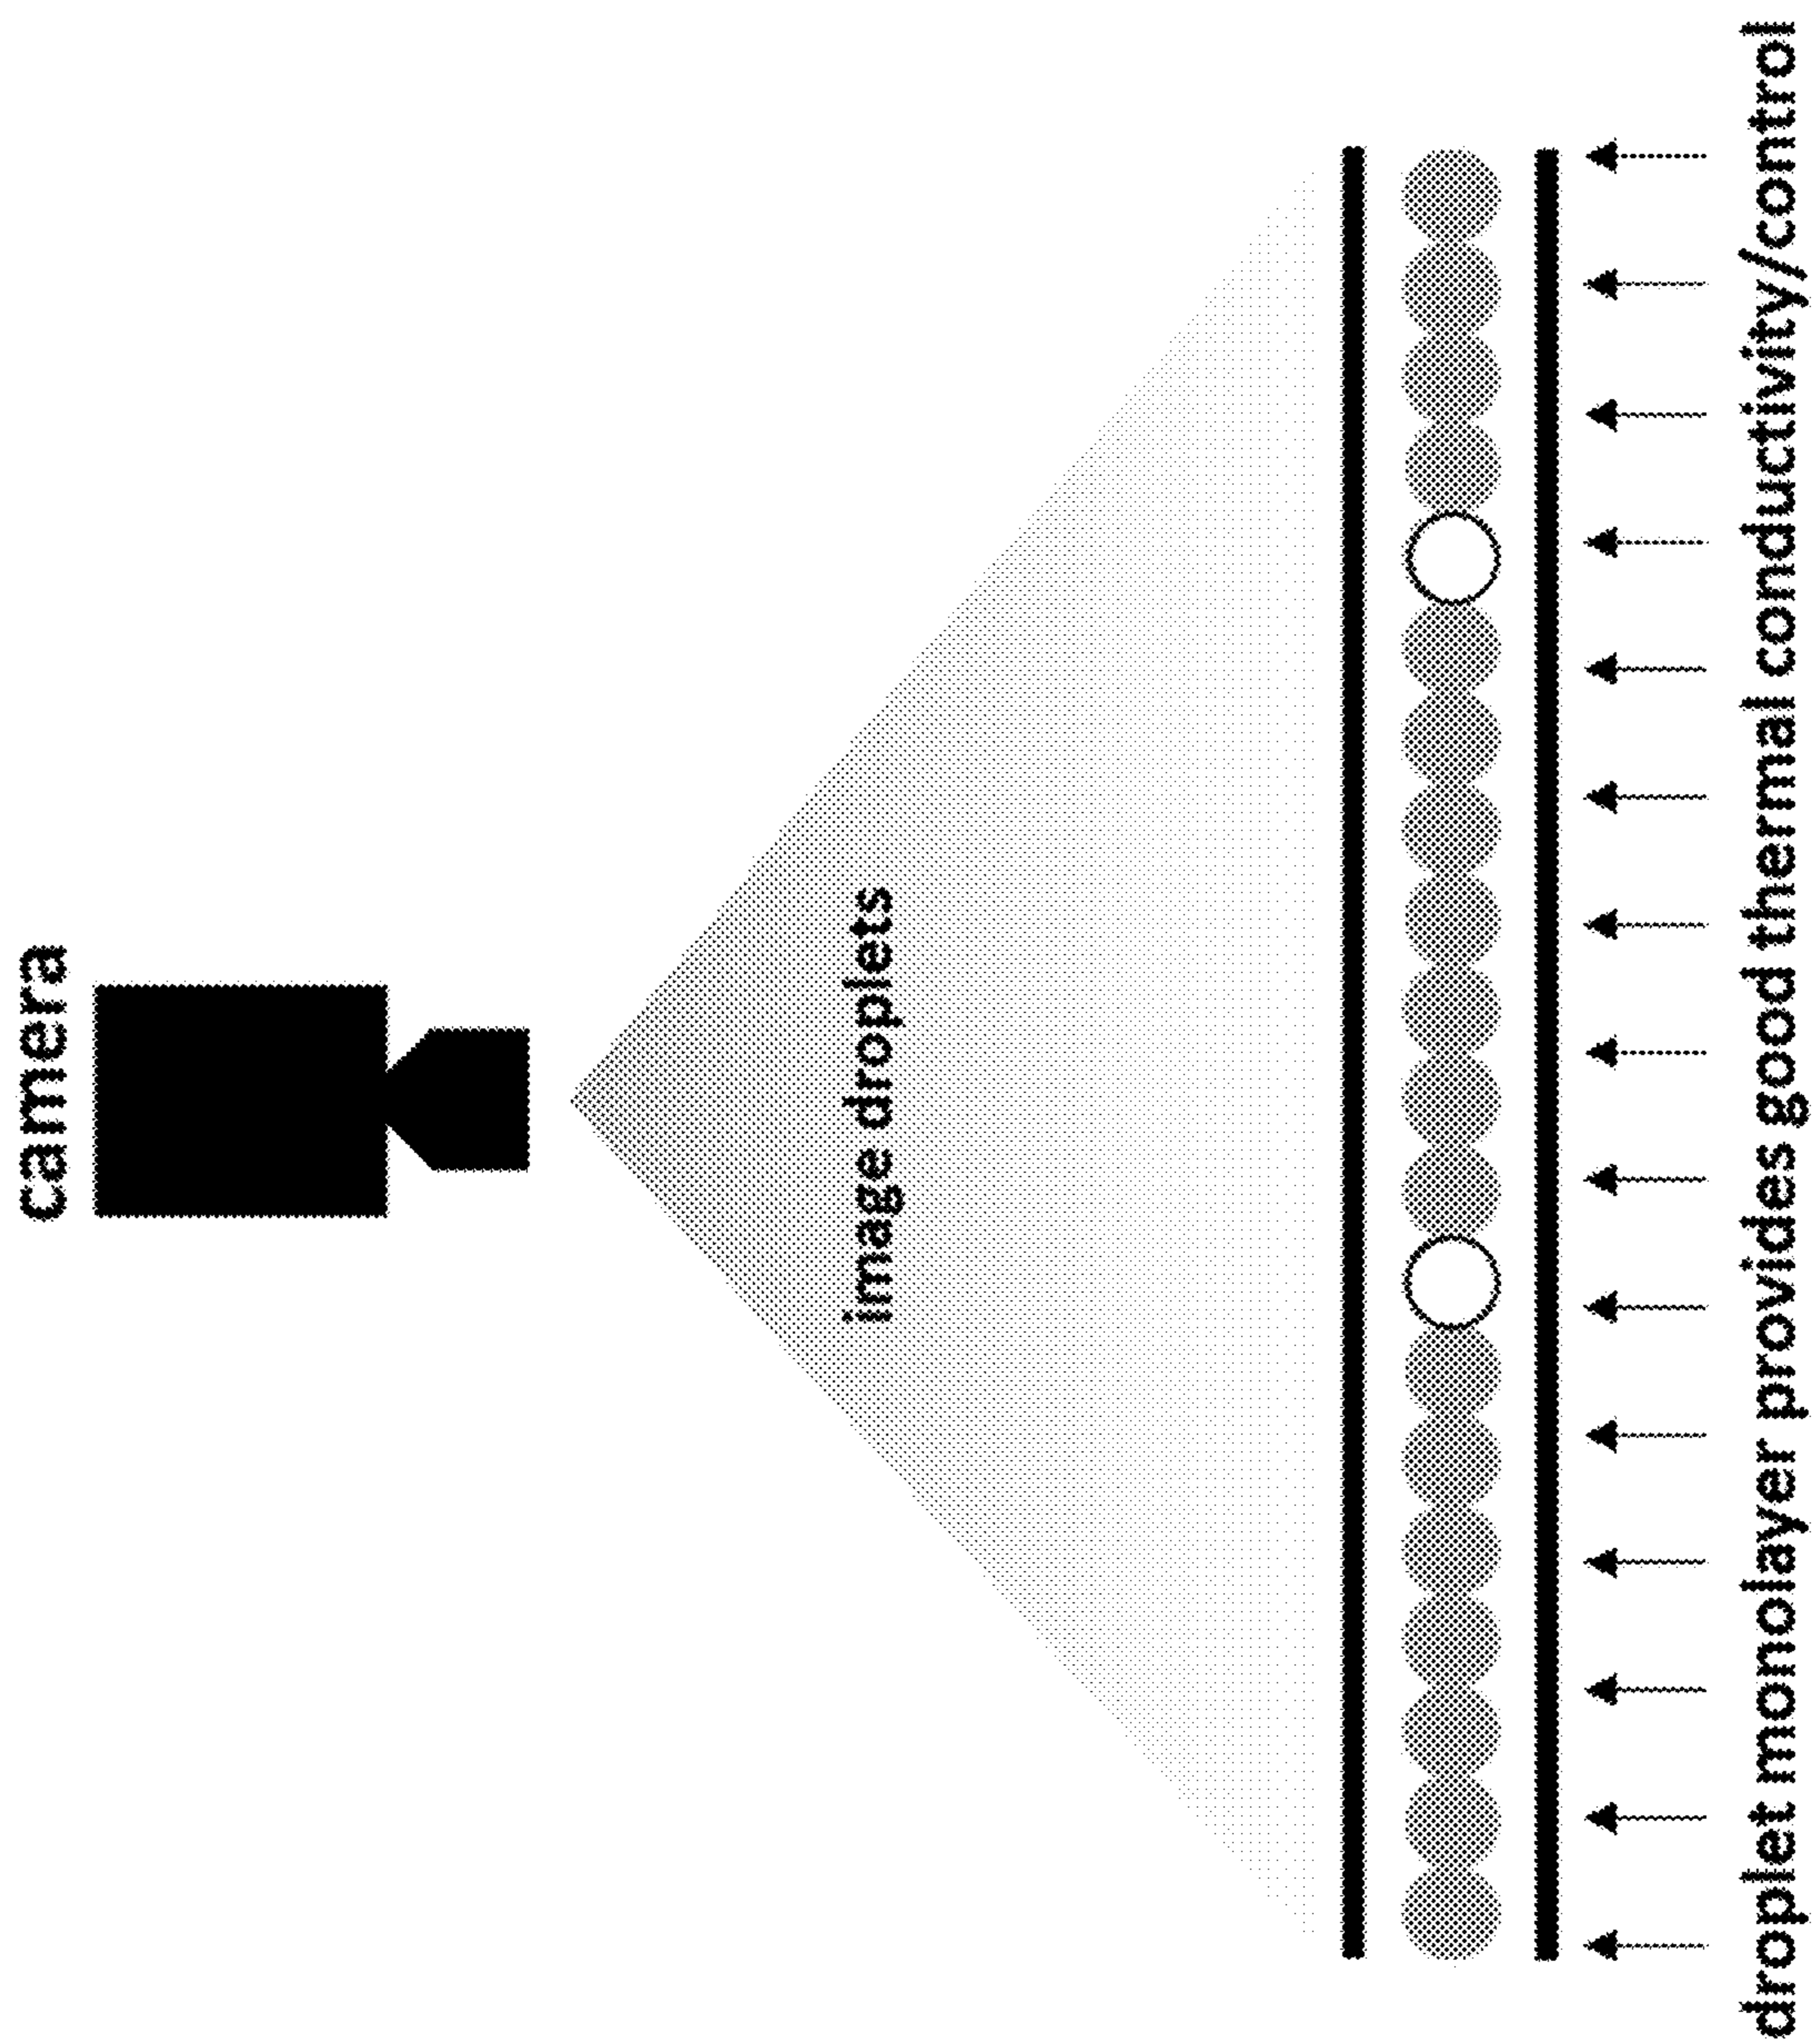 camera
image droplets
droplet monolayer provides good thermal conductivity/control